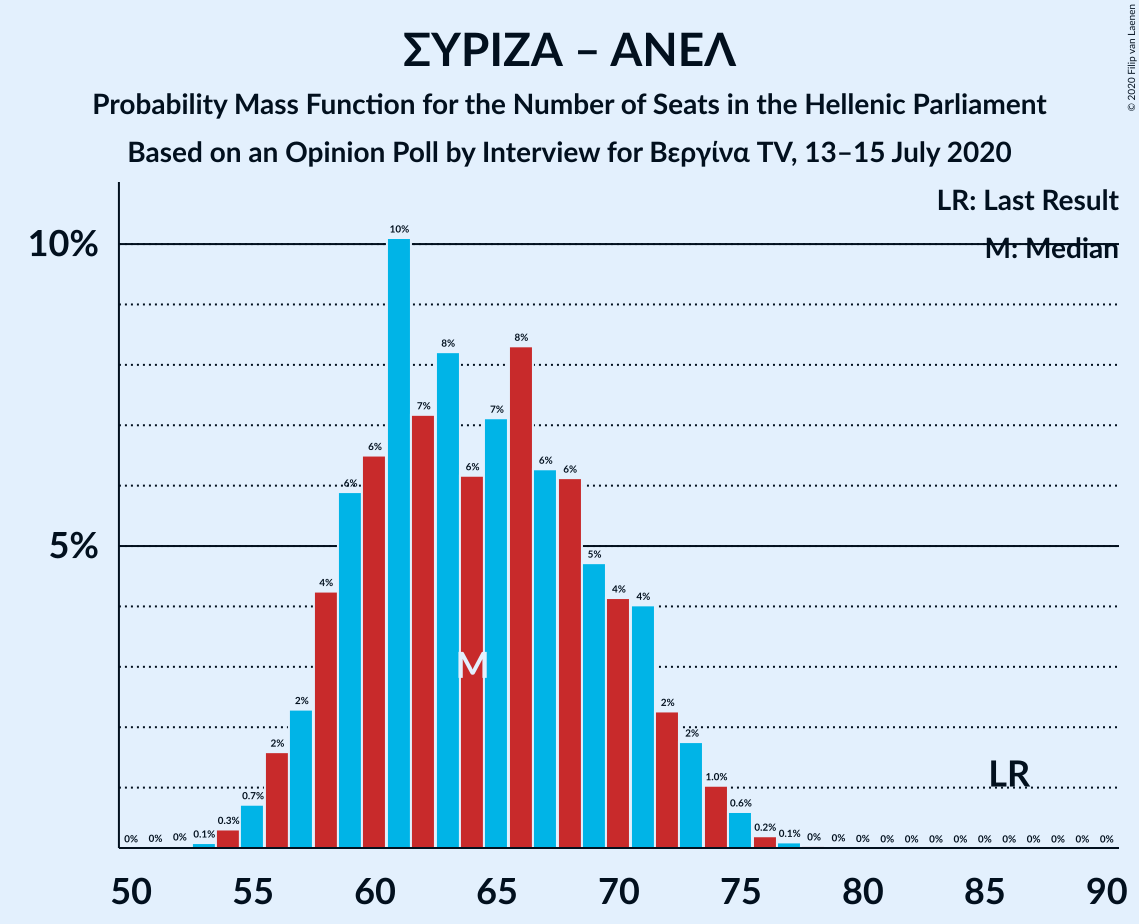 ΣΥΡΙΖΑ – ΑΝΕΛ
Probability Mass Function for the Number of Seats in the Hellenic Parliament
Based on an Opinion Poll by Interview for Βεργίνα TV, 13–15 July 2020
© 2020 Filip van Laenen
LR: Last Result
M: Median
10%
5%
0% 0% 0% 0.1% 0.3% 0.7% 2% 2% 4% 6% 6% 10% 7% 8% 6% 7% 8% 6% 6% 5% 4% 4% 2% 2% 1.0% 0.6% 0.2% 0.1% 0% 0% 0% 0% 0% 0% 0% 0% 0% 0% 0% 0% 0%
M
LR
50 55 60 65 70 75 80 85 90